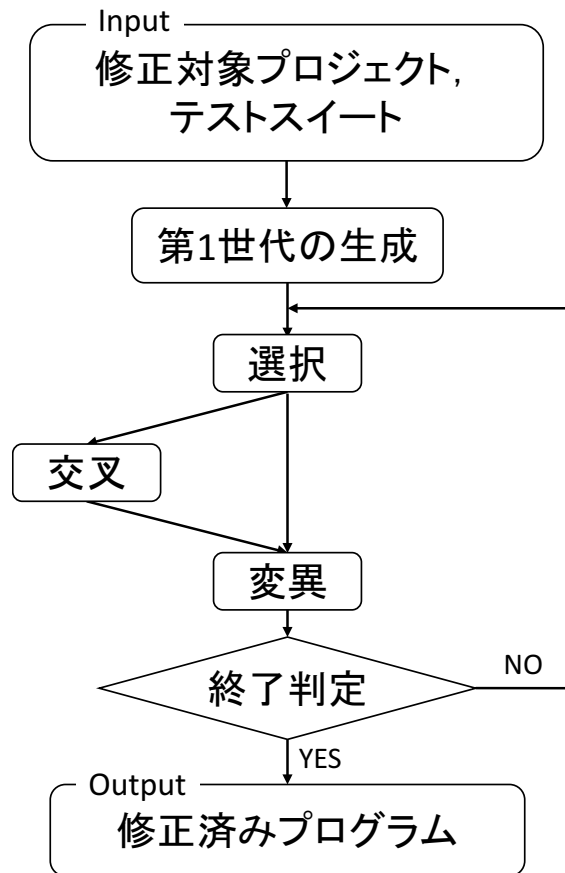 Input
修正対象プロジェクト,
テストスイート
第1世代の生成
選択
交叉
変異
終了判定
NO
YES
Output
修正済みプログラム